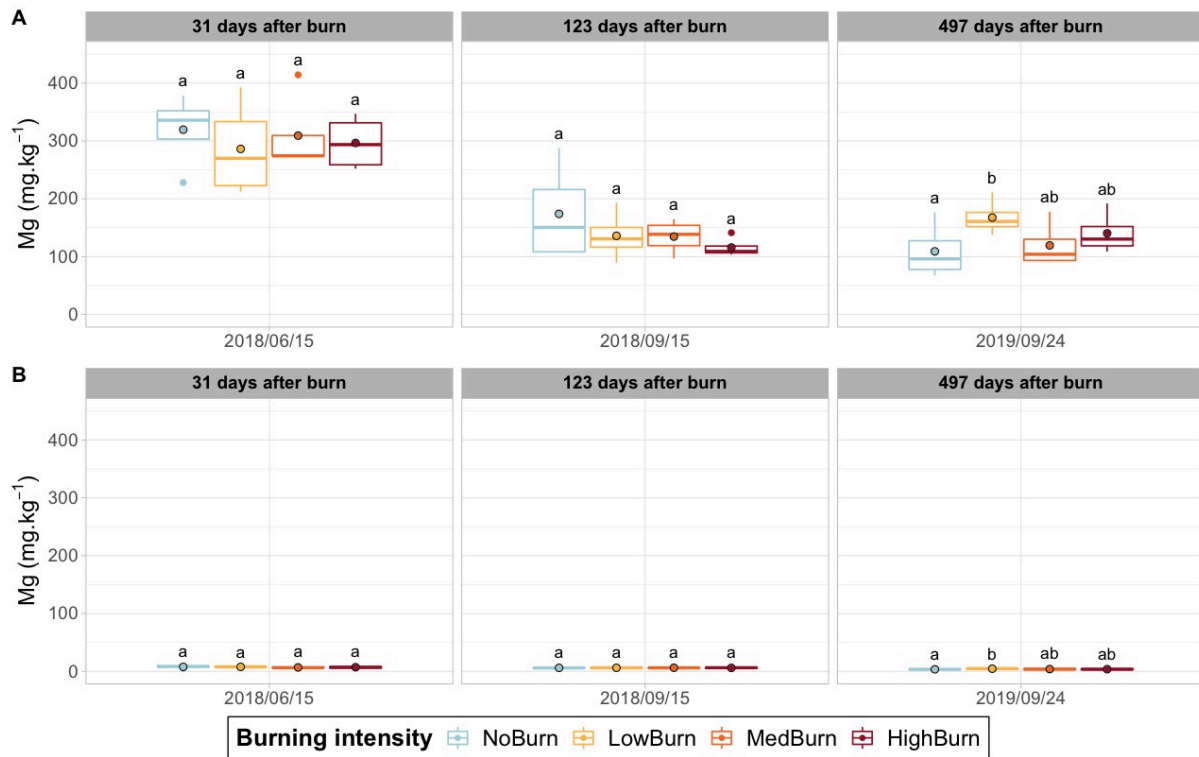 A
31 days after burn 123 days after burn 497 days after burn
Mg (mg.kg⁻¹)
400
300
200
100
0
a a a a
a a a a
a b ab ab
2018/06/15 2018/09/15 2019/09/24
B
31 days after burn 123 days after burn 497 days after burn
Mg (mg.kg⁻¹)
400
300
200
100
0
a a a a
a a a a
a b ab ab
2018/06/15 2018/09/15 2019/09/24
Burning intensity NoBurn LowBurn MedBurn HighBurn